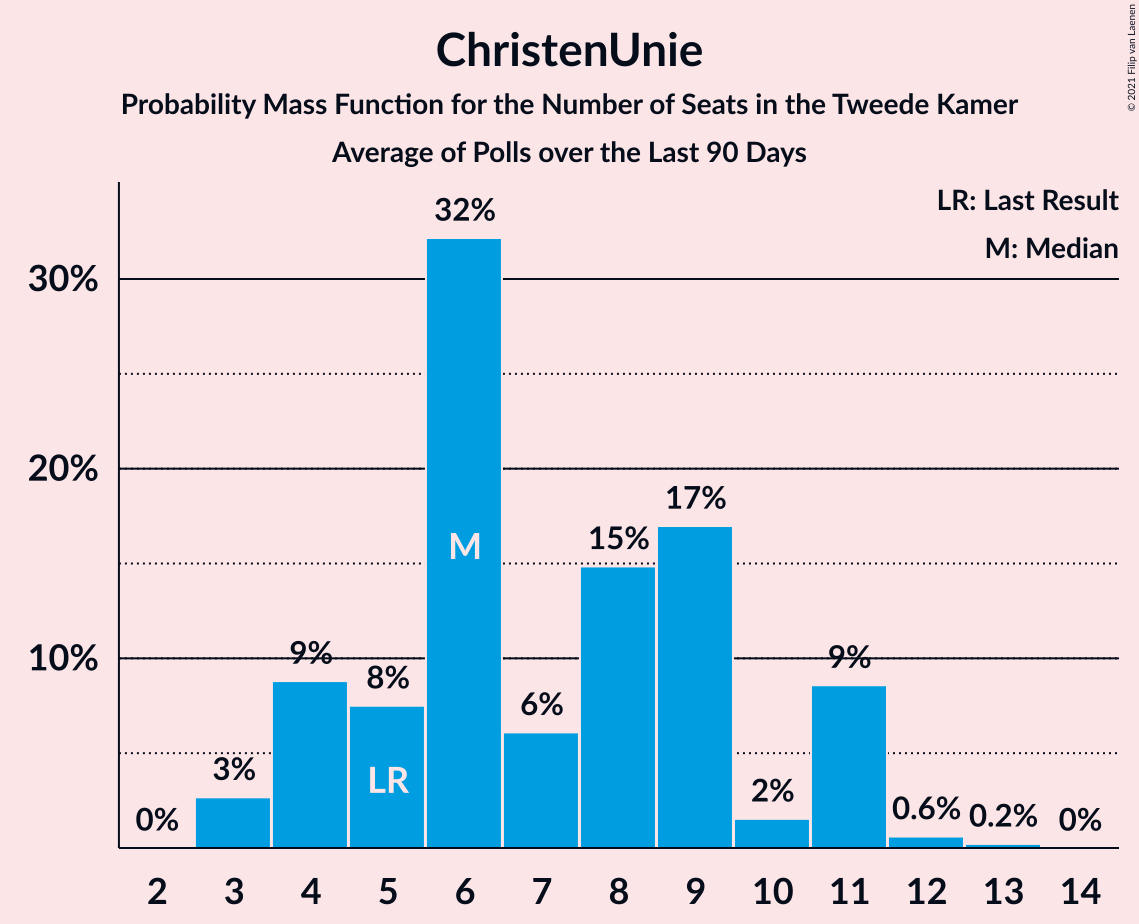 ChristenUnie
Probability Mass Function for the Number of Seats in the Tweede Kamer
Average of Polls over the Last 90 Days
© 2021 Filip van Laenen
LR: Last Result
M: Median
30%
20%
10%
0%
3%
9%
8%
32%
6%
15%
17%
2%
9%
0.6%
0.2%
0%
M
LR
2 3 4 5 6 7 8 9 10 11 12 13 14